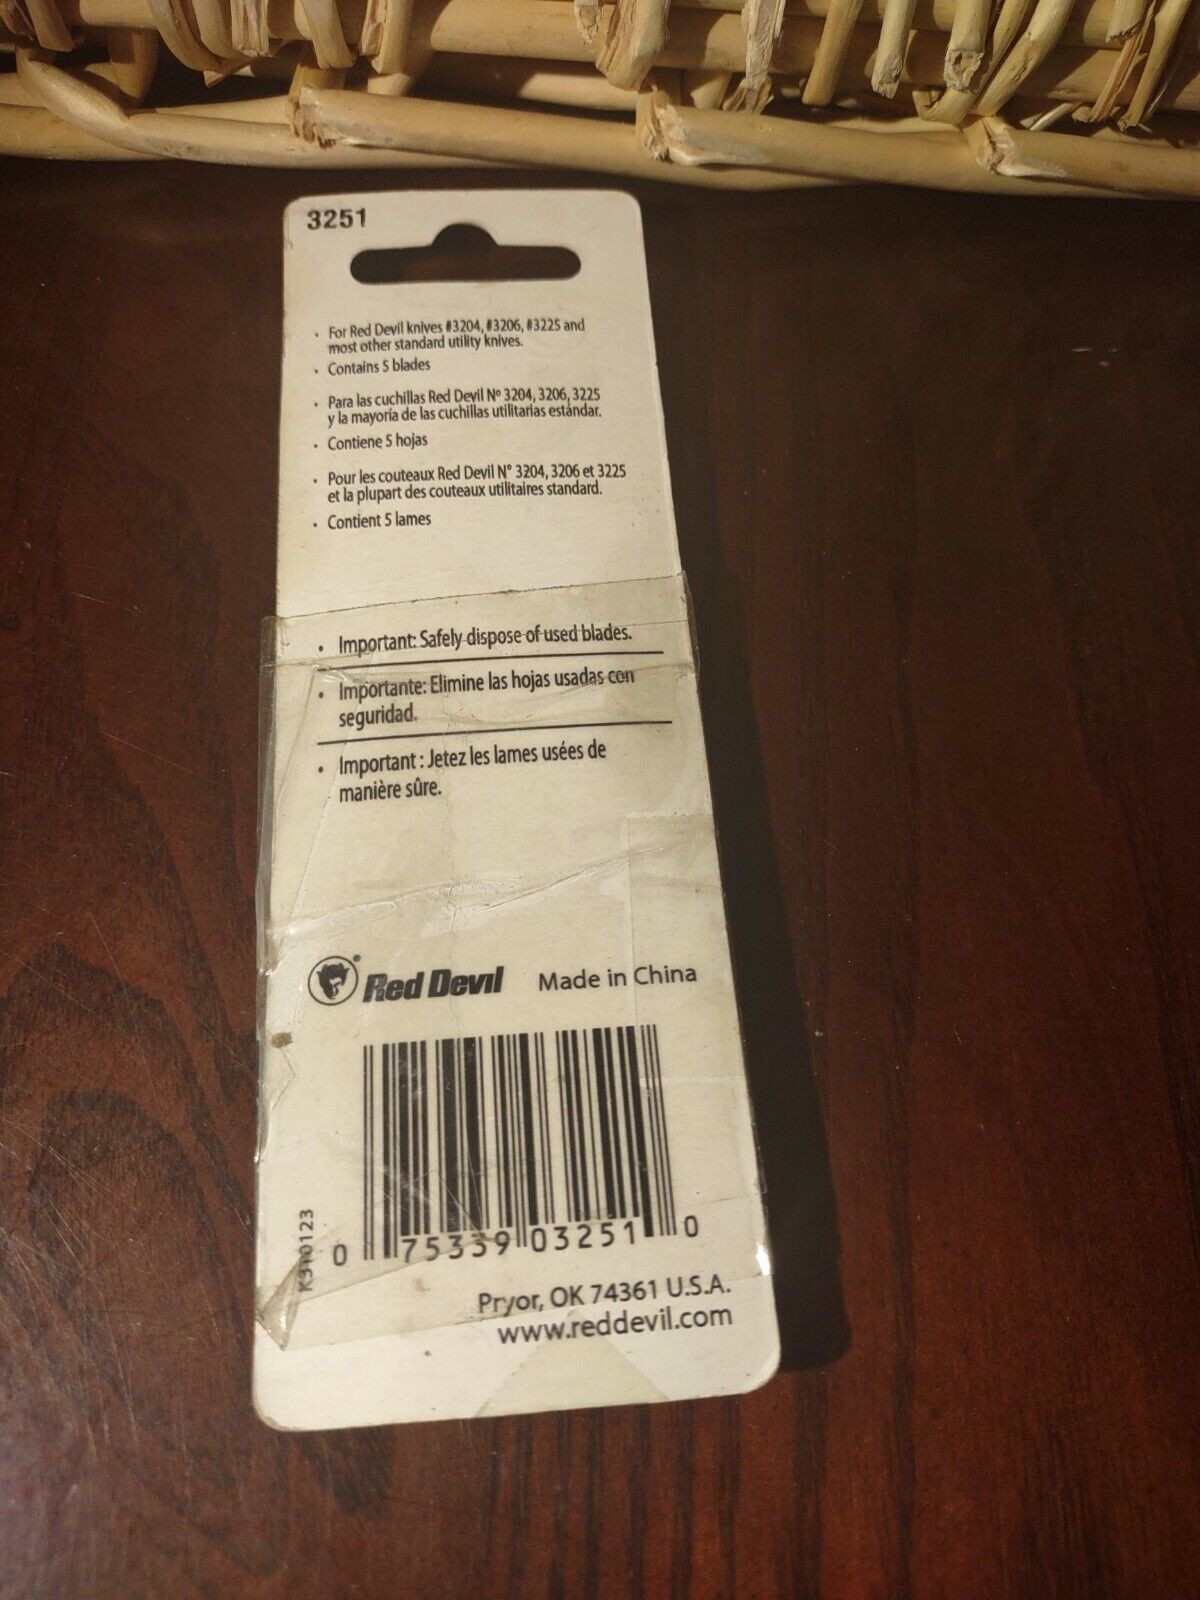 3251
• For Red Devil knives #3204, #3206, #3225 and
most other standard utility knives.
• Contains 5 blades
• Para las cuchillas Red Devil Nº 3204, 3206, 3225
y la mayoría de las cuchillas utilitarias estándar.
• Contiene 5 hojas
• Pour les couteaux Red Devil N° 3204, 3206 et 3225
et la plupart des couteaux utilitaires standard.
• Contient 5 lames
• Important: Safely dispose of used blades.
• Importante: Elimine las hojas usadas con
seguridad.
• Important : Jetez les lames usées de
manière sûre.
® Red Devil Made in China
K310123
0 75339 03251 0
Pryor, OK 74361 U.S.A.
www.reddevil.com